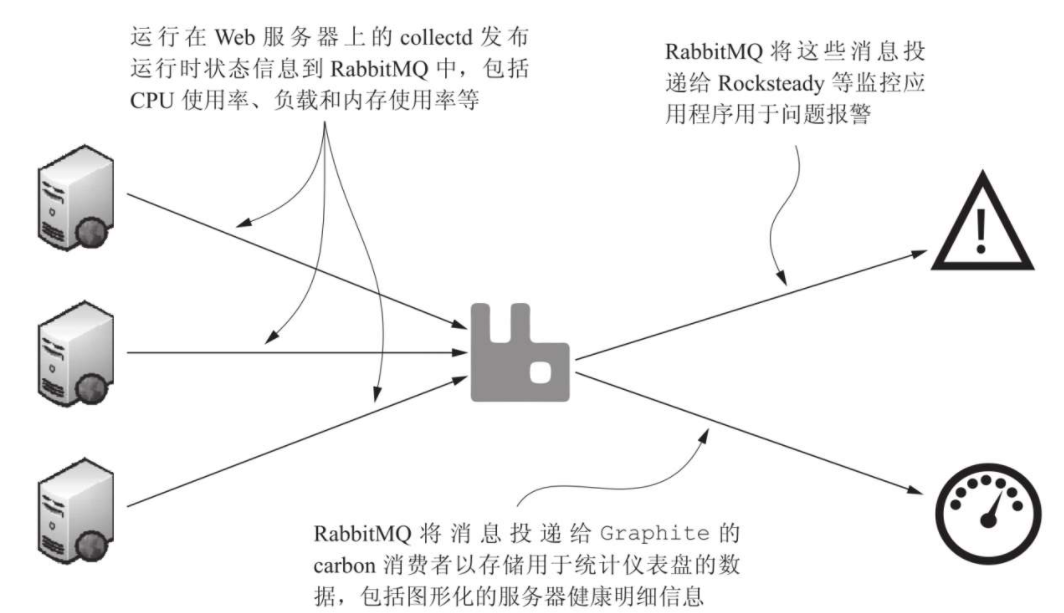 运行在 Web 服务器上的 collectd 发布
运行时状态信息到 RabbitMQ 中，包括
CPU 使用率、负载和内存使用率等
RabbitMQ 将这些消息投
递给 Rocksteady 等监控应
用程序用于问题报警
RabbitMQ 将消息投递给 Graphite 的
carbon 消费者以存储用于统计仪表盘的数
据，包括图形化的服务器健康明细信息